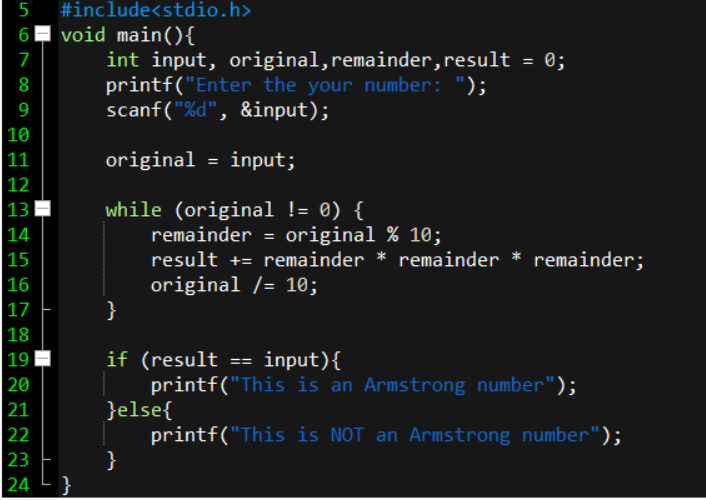 5 #include<stdio.h>
6 void main(){
7 int input, original,remainder,result = 0;
8 printf("Enter the your number: ");
9 scanf("%d", &input);
10
11 original = input;
12
13 while (original != 0) {
14 remainder = original % 10;
15 result += remainder * remainder * remainder;
16 original /= 10;
17 }
18
19 if (result == input){
20 printf("This is an Armstrong number");
21 }else{
22 printf("This is NOT an Armstrong number");
23 }
24 }